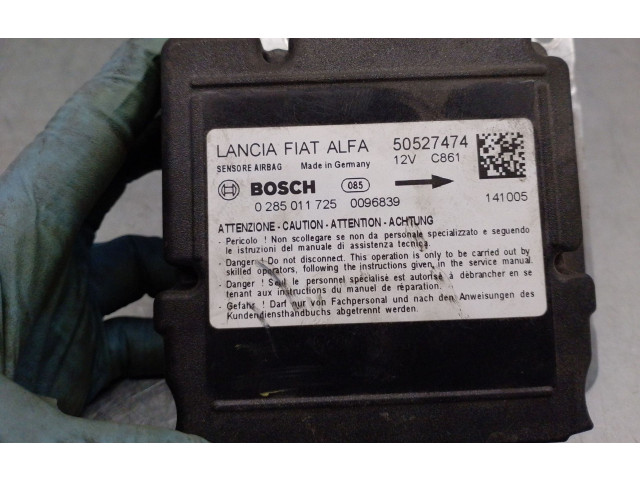 LANCIA FIAT ALFA 50527474
SENSORE AIRBAG Made in Germany 12V C861
BOSCH 085
0 285 011 725 0096839 141005
ATTENZIONE - CAUTION - ATTENTION - ACHTUNG
- Pericolo ! Non scollegare se non da personale specializzato e seguendo
le istruzioni del manuale di assistenza tecnica.
- Danger ! Do not disconnect. This operation is only to be carried out by
skilled operators, following the instructions given in the service manual.
- Danger ! Seul le personnel spécialisé est autorisé à débrancher en se
tenant aux instructions du manuel de réparation.
- Gefahr ! Darf nur von Fachpersonal und nach den Anweisungen des
Kundendiensthandbuchs abgetrennt werden.